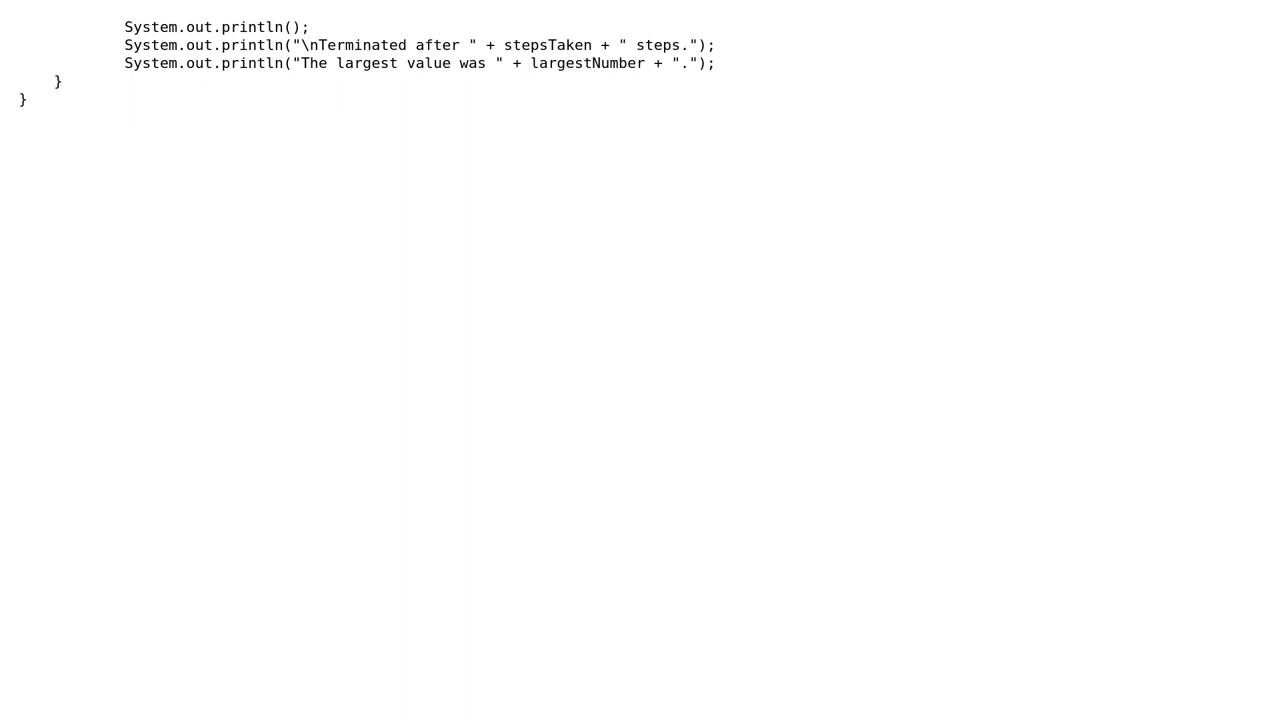 System.out.println();
System.out.println("\nTerminated after " + stepsTaken + " steps.");
System.out.println("The largest value was " + largestNumber + ".");
}
}